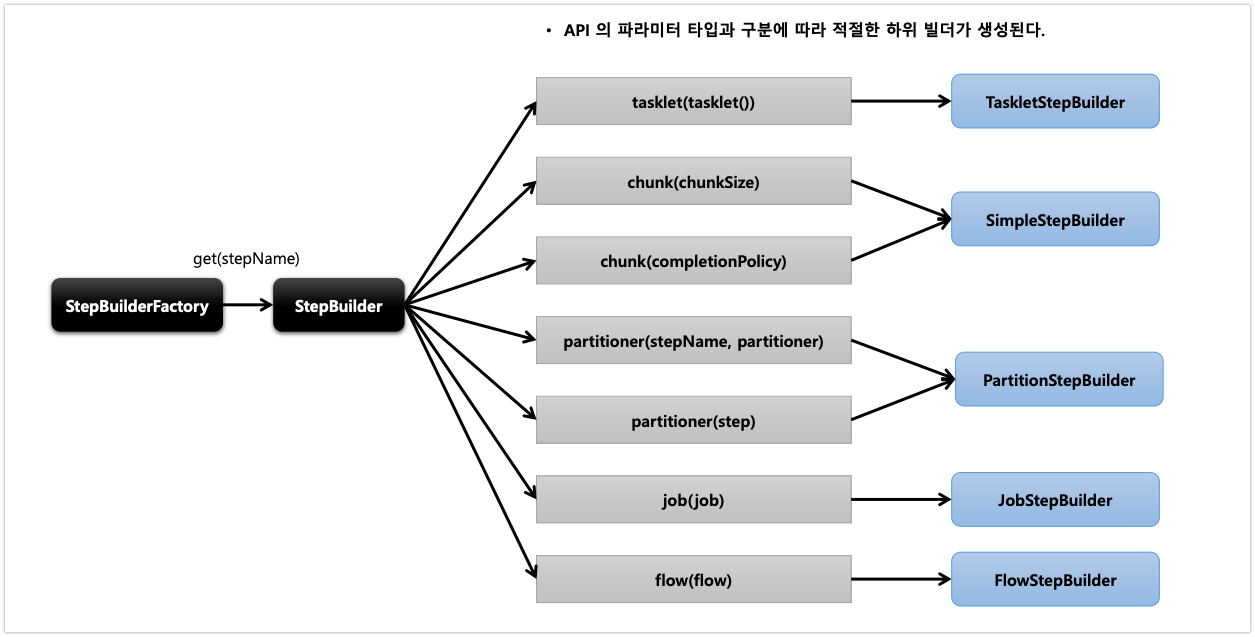 • API 의 파라미터 타입과 구분에 따라 적절한 하위 빌더가 생성된다.
tasklet(tasklet())
TaskletStepBuilder
chunk(chunkSize)
SimpleStepBuilder
chunk(completionPolicy)
get(stepName)
StepBuilderFactory
StepBuilder
partitioner(stepName, partitioner)
PartitionStepBuilder
partitioner(step)
job(job)
JobStepBuilder
flow(flow)
FlowStepBuilder